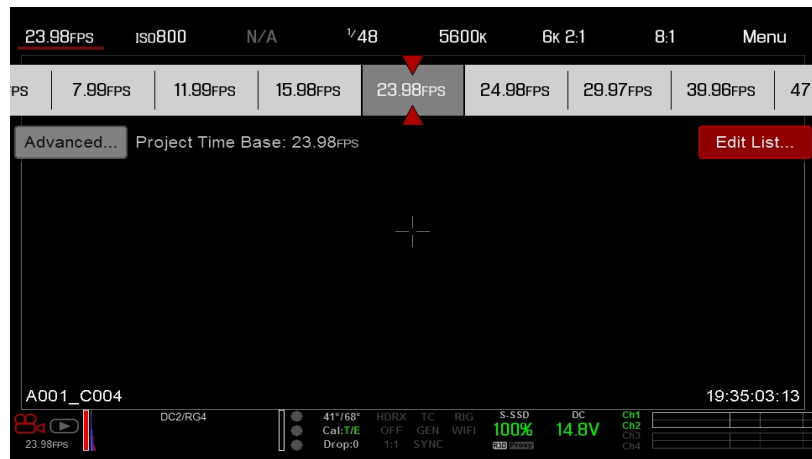 23.98FPS ISO800 N/A 1/48 5600K 6K 2:1 8:1 Menu
PS 7.99FPS 11.99FPS 15.98FPS 23.98FPS 24.98FPS 29.97FPS 39.96FPS 47
Advanced... Project Time Base: 23.98FPS Edit List...
A001_C004 19:35:03:13
DC2/RG4 41°/68° HDRX TC RIG S-SSD DC Ch1
Cal:T/E OFF GEN WIFI 100% 14.8V Ch2
Ch3
23.98FPS Drop:0 1:1 SYNC R3D Proxy Ch4